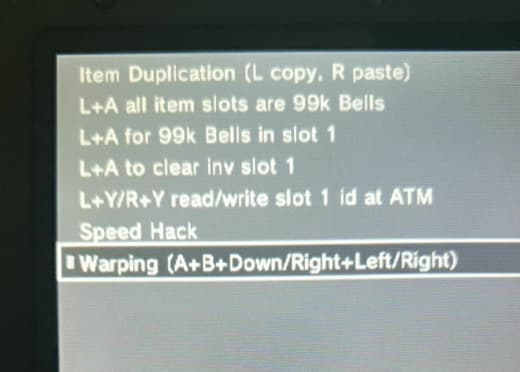 Item Duplication (L copy, R paste)
L+A all item slots are 99k Bells
L+A for 99k Bells in slot 1
L+A to clear inv slot 1
L+Y/R+Y read/write slot 1 id at ATM
Speed Hack
Warping (A+B+Down/Right+Left/Right)